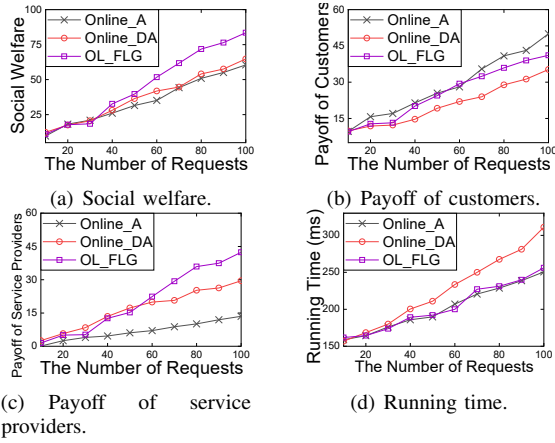 100
75
50
25
Social Welfare
Online_A
Online_DA
OL_FLG
20 40 60 80 100
The Number of Requests
(a) Social welfare.
60
45
30
15
Payoff of Customers
Online_A
Online_DA
OL_FLG
20 40 60 80 100
The Number of Requests
(b) Payoff of customers.
60
45
30
15
0
Payoff of Service Providers
Online_A
Online_DA
OL_FLG
20 40 60 80 100
The Number of Requests
(c) Payoff of service
providers.
300
250
200
150
Running Time (ms)
Online_A
Online_DA
OL_FLG
20 40 60 80 100
The Number of Requests
(d) Running time.